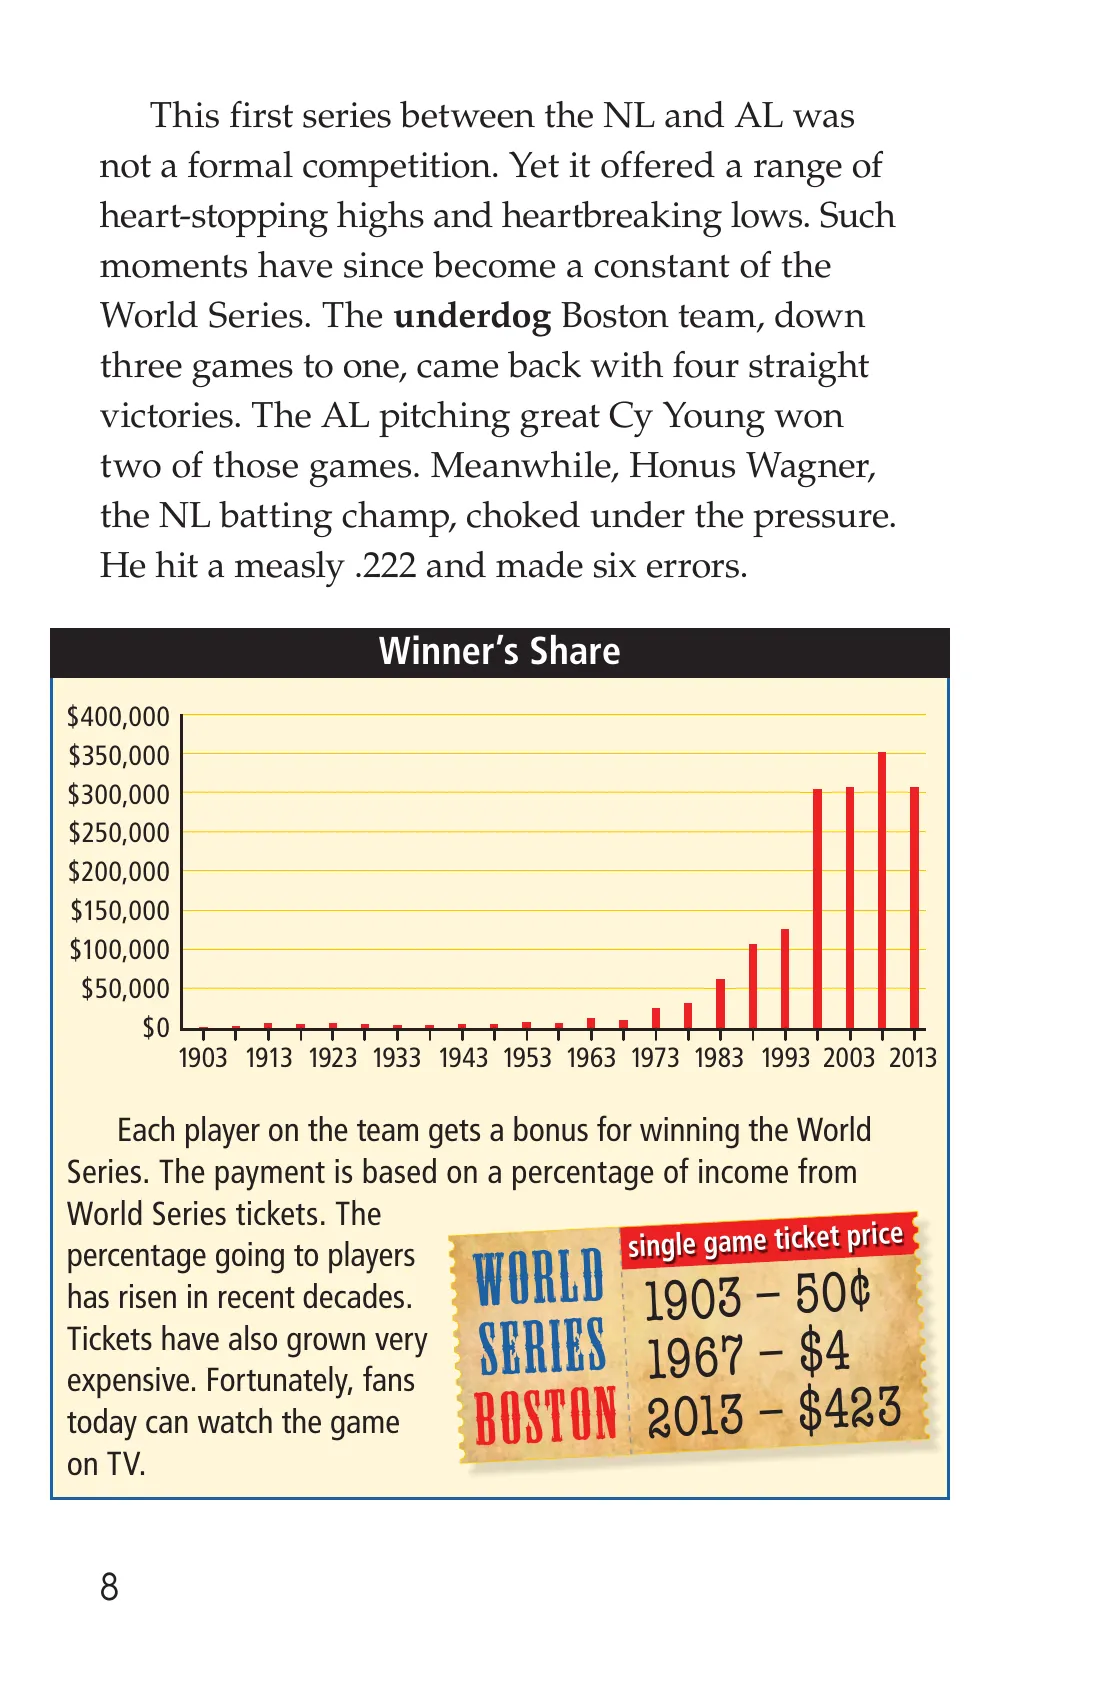 This first series between the NL and AL was
not a formal competition. Yet it offered a range of
heart-stopping highs and heartbreaking lows. Such
moments have since become a constant of the
World Series. The underdog Boston team, down
three games to one, came back with four straight
victories. The AL pitching great Cy Young won
two of those games. Meanwhile, Honus Wagner,
the NL batting champ, choked under the pressure.
He hit a measly .222 and made six errors.
Winner’s Share
$400,000
$350,000
$300,000
$250,000
$200,000
$150,000
$100,000
$50,000
$0
1903 1913 1923 1933 1943 1953 1963 1973 1983 1993 2003 2013
Each player on the team gets a bonus for winning the World
Series. The payment is based on a percentage of income from
World Series tickets. The
percentage going to players
has risen in recent decades.
Tickets have also grown very
expensive. Fortunately, fans
today can watch the game
on TV.
WORLD
SERIES
BOSTON
single game ticket price
1903 – 50¢
1967 – $4
2013 – $423
8